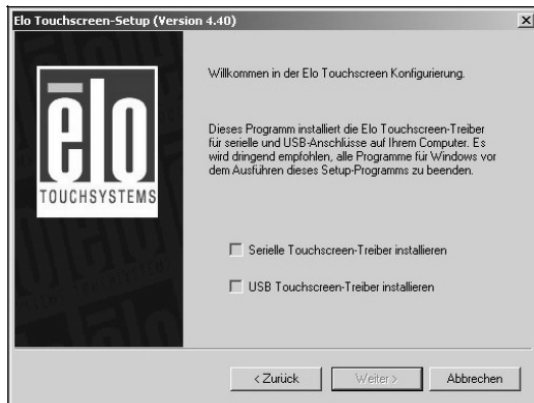 Elo Touchscreen-Setup (Version 4.40)
ēlo
TOUCHSYSTEMS
Willkommen in der Elo Touchscreen Konfigurierung.
Dieses Programm installiert die Elo Touchscreen-Treiber
für serielle und USB-Anschlüsse auf Ihrem Computer. Es
wird dringend empfohlen, alle Programme für Windows vor
dem Ausführen dieses Setup-Programms zu beenden.
Serielle Touchscreen-Treiber installieren
USB Touchscreen-Treiber installieren
< Zurück
Weiter >
Abbrechen